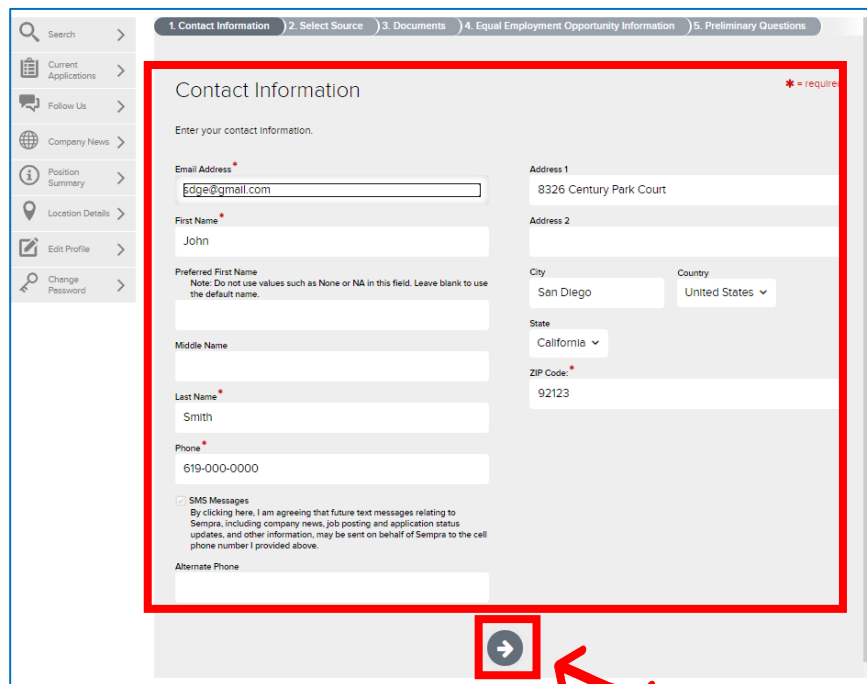 1. Contact Information
2. Select Source
3. Documents
4. Equal Employment Opportunity Information
5. Preliminary Questions
Search
Current
Applications
Follow Us
Company News
Position
Summary
Location Details
Edit Profile
Change
Password
Contact Information
* = required
Enter your contact information.
Email Address*
sdge@gmail.com
First Name*
John
Preferred First Name
Note: Do not use values such as None or NA in this field. Leave blank to use
the default name.
Middle Name
Last Name*
Smith
Phone*
619-000-0000
SMS Messages
By clicking here, I am agreeing that future text messages relating to
Sempra, including company news, job posting and application status
updates, and other information, may be sent on behalf of Sempra to the cell
phone number I provided above.
Alternate Phone
Address 1
8326 Century Park Court
Address 2
City
San Diego
Country
United States
State
California
ZIP Code:*
92123